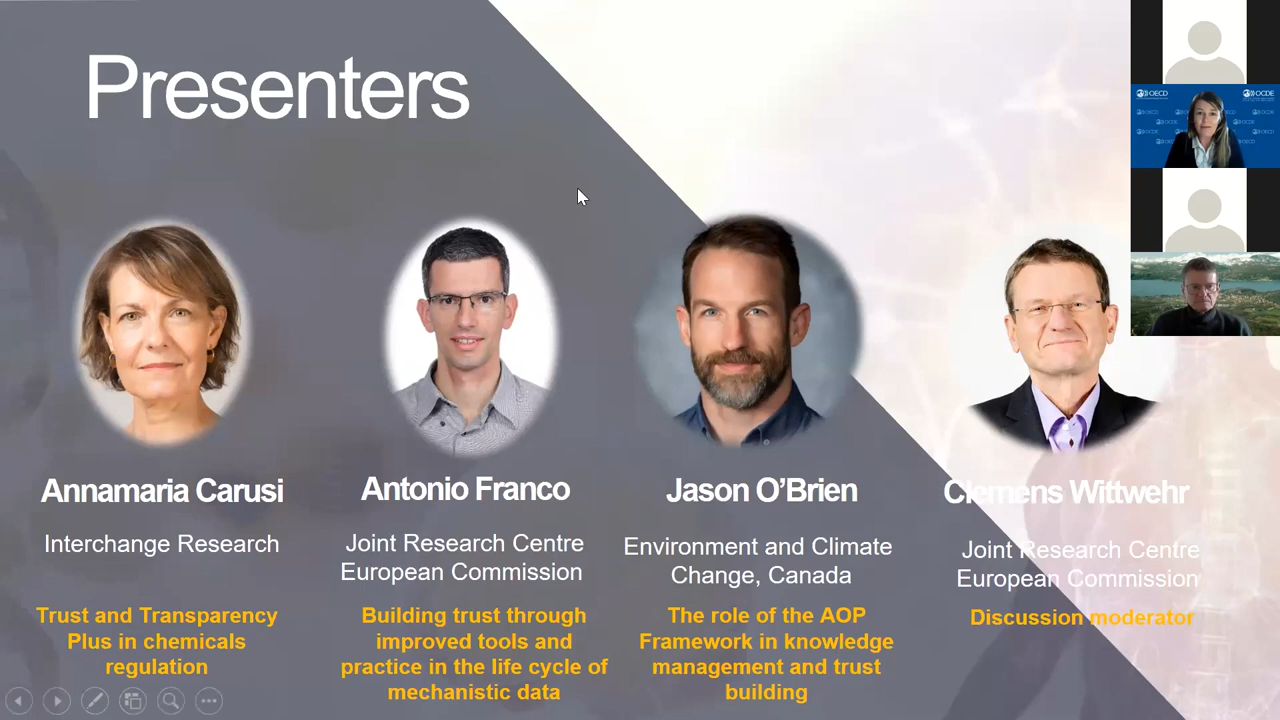 Presenters
OECD
OCDE
Annamaria Carusi
Interchange Research
Trust and Transparency
Plus in chemicals
regulation
Antonio Franco
Joint Research Centre
European Commission
Building trust through
improved tools and
practice in the life cycle of
mechanistic data
Jason O’Brien
Environment and Climate
Change, Canada
The role of the AOP
Framework in knowledge
management and trust
building
Clemens Wittwehr
Joint Research Centre
European Commission
Discussion moderator